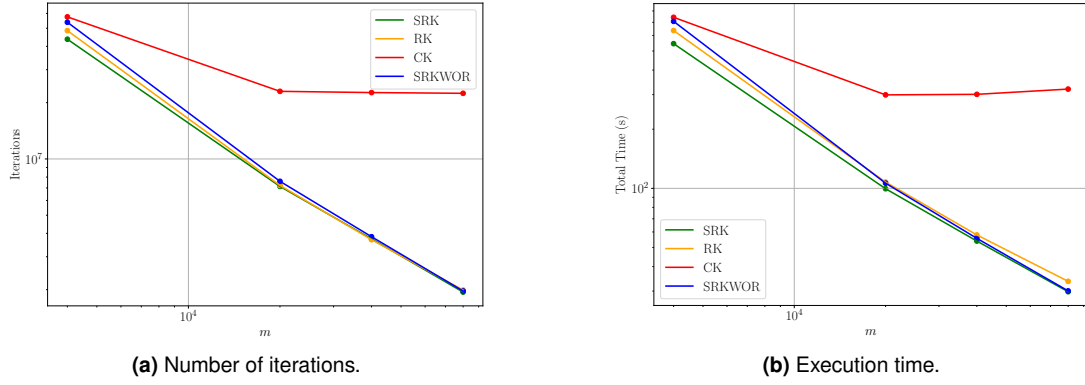 SRK
RK
CK
SRKWOR
Iterations
10^7
10^4
m
(a) Number of iterations.
Total Time (s)
10^2
SRK
RK
CK
SRKWOR
10^4
m
(b) Execution time.